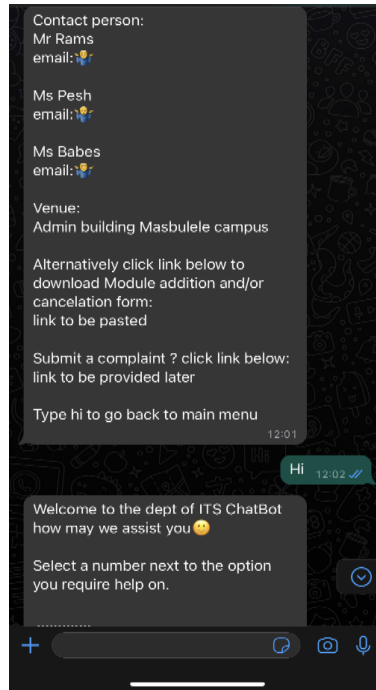 Contact person:
Mr Rams
email:🤷‍♂️
Ms Pesh
email:🤷‍♂️
Ms Babes
email:🤷‍♂️
Venue:
Admin building Masbulele campus
Alternatively click link below to
download Module addition and/or
cancelation form:
link to be pasted
Submit a complaint ? click link below:
link to be provided later
Type hi to go back to main menu
12:01
Hi 12:02
Welcome to the dept of ITS ChatBot
how may we assist you🙂
Select a number next to the option
you require help on.